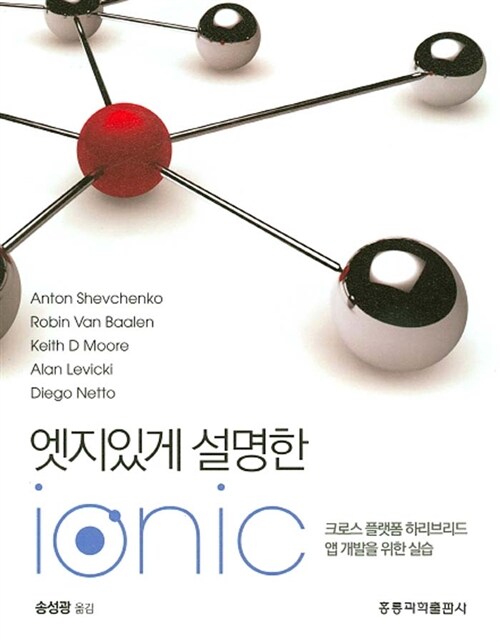 Anton Shevchenko
Robin Van Baalen
Keith D Moore
Alan Levicki
Diego Netto
엣지있게 설명한
ionic
크로스 플랫폼 하리브리드
앱 개발을 위한 실습
송성광 옮김
홍릉과학출판사